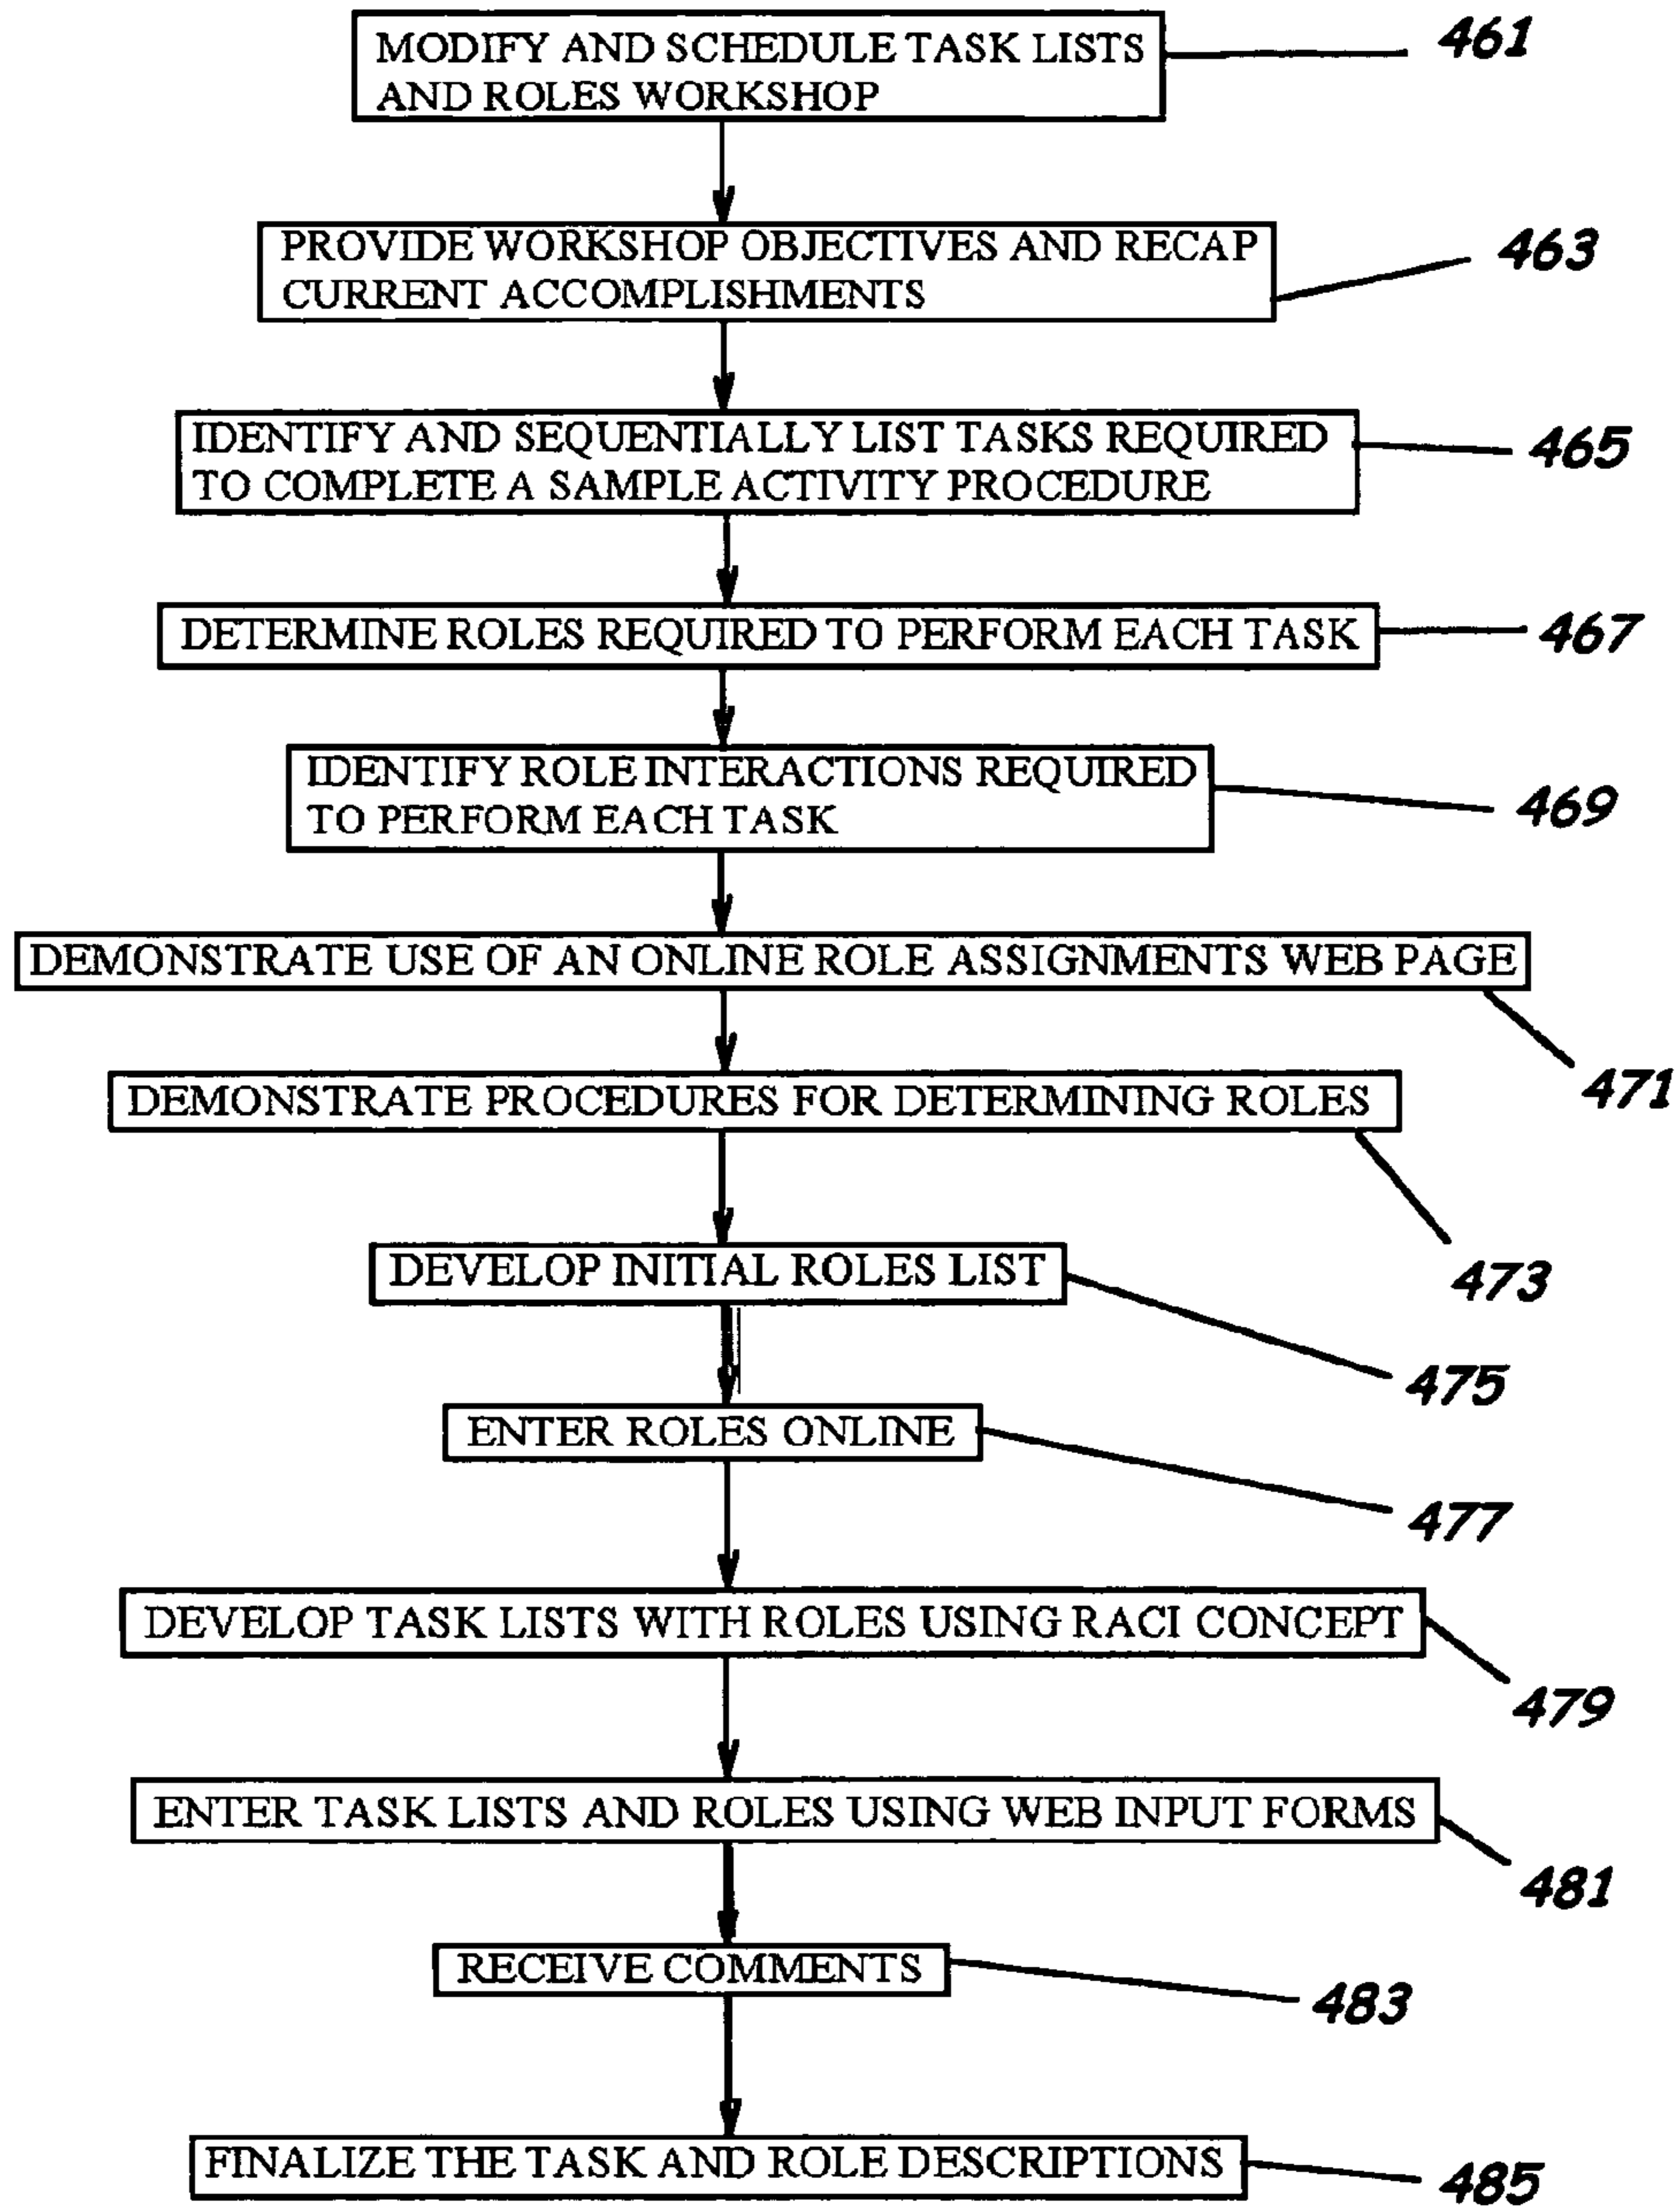 MODIFY AND SCHEDULE TASK LISTS
AND ROLES WORKSHOP
461
PROVIDE WORKSHOP OBJECTIVES AND RECAP
CURRENT ACCOMPLISHMENTS
463
IDENTIFY AND SEQUENTIALLY LIST TASKS REQUIRED
TO COMPLETE A SAMPLE ACTIVITY PROCEDURE
465
DETERMINE ROLES REQUIRED TO PERFORM EACH TASK
467
IDENTIFY ROLE INTERACTIONS REQUIRED
TO PERFORM EACH TASK
469
DEMONSTRATE USE OF AN ONLINE ROLE ASSIGNMENTS WEB PAGE
471
DEMONSTRATE PROCEDURES FOR DETERMINING ROLES
473
DEVELOP INITIAL ROLES LIST
475
ENTER ROLES ONLINE
477
DEVELOP TASK LISTS WITH ROLES USING RACI CONCEPT
479
ENTER TASK LISTS AND ROLES USING WEB INPUT FORMS
481
RECEIVE COMMENTS
483
FINALIZE THE TASK AND ROLE DESCRIPTIONS
485